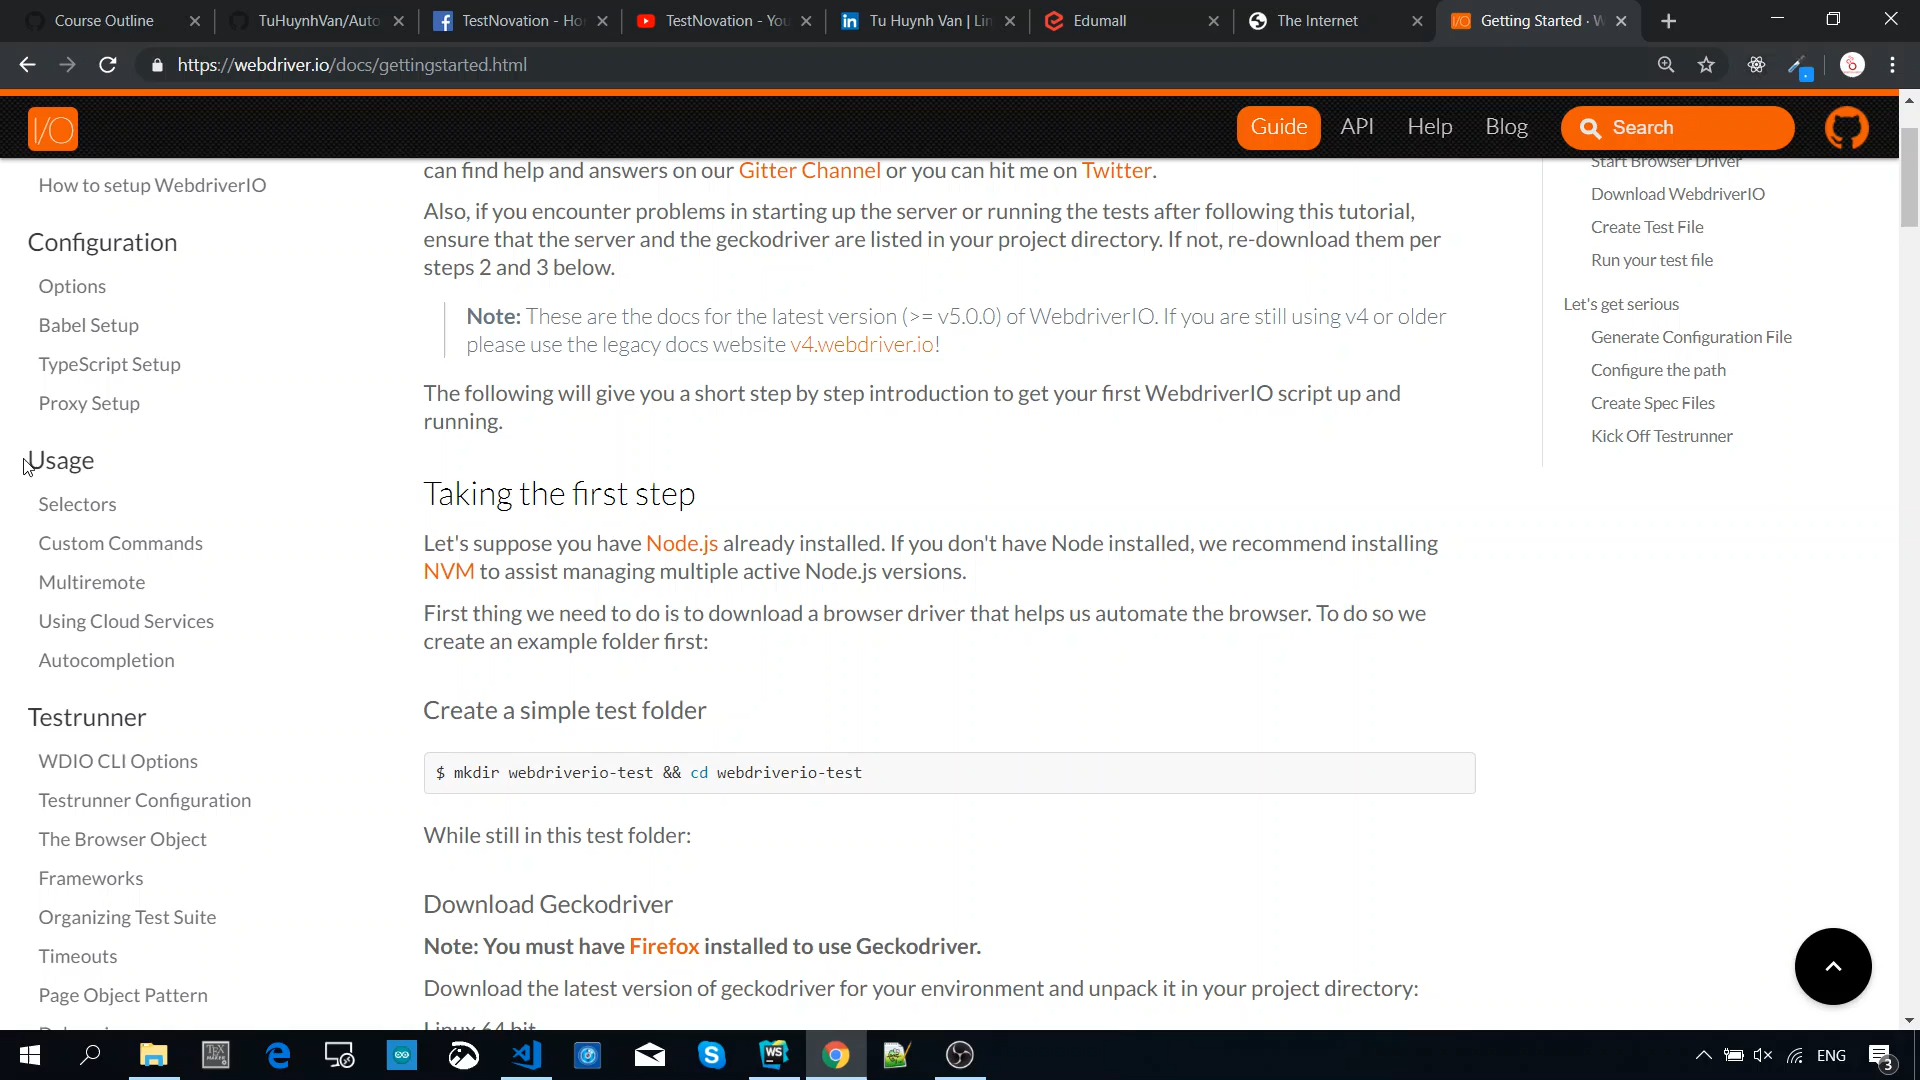 Course Outline
TuHuynhVan/Auto
TestNovation - Ho
TestNovation - You
Tu Huynh Van | Lin
Edumall
The Internet
Getting Started · W
https://webdriver.io/docs/gettingstarted.html
I/O
Guide
API
Help
Blog
Search
How to setup WebdriverIO
Configuration
Options
Babel Setup
TypeScript Setup
Proxy Setup
Usage
Selectors
Custom Commands
Multiremote
Using Cloud Services
Autocompletion
Testrunner
WDIO CLI Options
Testrunner Configuration
The Browser Object
Frameworks
Organizing Test Suite
Timeouts
Page Object Pattern
can find help and answers on our Gitter Channel or you can hit me on Twitter.
Also, if you encounter problems in starting up the server or running the tests after following this tutorial,
ensure that the server and the geckodriver are listed in your project directory. If not, re-download them per
steps 2 and 3 below.
Note: These are the docs for the latest version (>= v5.0.0) of WebdriverIO. If you are still using v4 or older
please use the legacy docs website v4.webdriver.io!
The following will give you a short step by step introduction to get your first WebdriverIO script up and
running.
Taking the first step
Let's suppose you have Node.js already installed. If you don't have Node installed, we recommend installing
NVM to assist managing multiple active Node.js versions.
First thing we need to do is to download a browser driver that helps us automate the browser. To do so we
create an example folder first:
Create a simple test folder
$ mkdir webdriverio-test && cd webdriverio-test
While still in this test folder:
Download Geckodriver
Note: You must have Firefox installed to use Geckodriver.
Download the latest version of geckodriver for your environment and unpack it in your project directory:
Linux 64 bit
Start Browser Driver
Download WebdriverIO
Create Test File
Run your test file
Let's get serious
Generate Configuration File
Configure the path
Create Spec Files
Kick Off Testrunner
WS
ENG
3